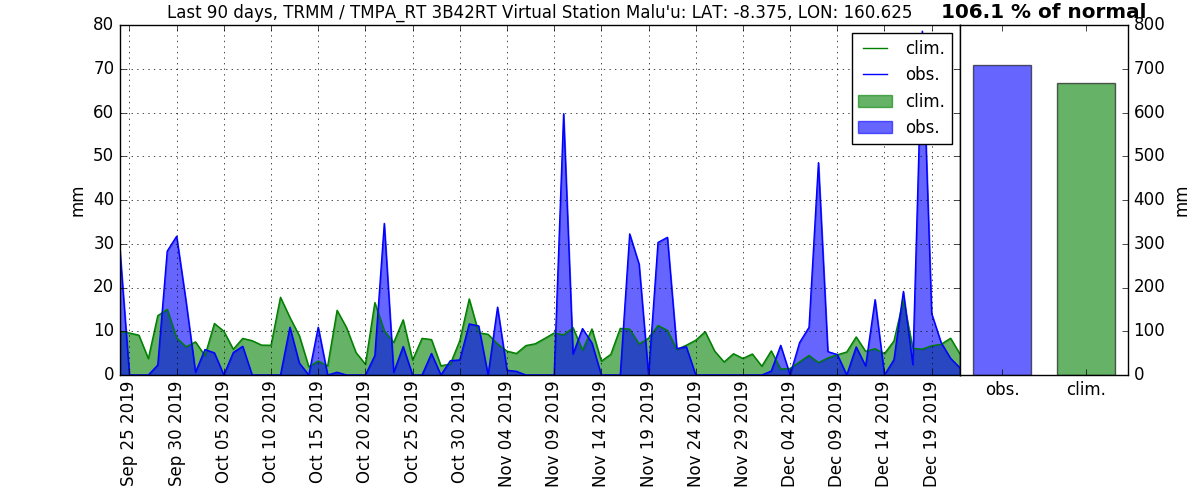 Last 90 days, TRMM / TMPA_RT 3B42RT Virtual Station Malu'u: LAT: -8.375, LON: 160.625
106.1 % of normal
mm
80
70
60
50
40
30
20
10
0
clim.
obs.
clim.
obs.
800
700
600
500
400
300
200
100
0
mm
Sep 25 2019
Sep 30 2019
Oct 05 2019
Oct 10 2019
Oct 15 2019
Oct 20 2019
Oct 25 2019
Oct 30 2019
Nov 04 2019
Nov 09 2019
Nov 14 2019
Nov 19 2019
Nov 24 2019
Nov 29 2019
Dec 04 2019
Dec 09 2019
Dec 14 2019
Dec 19 2019
obs.
clim.